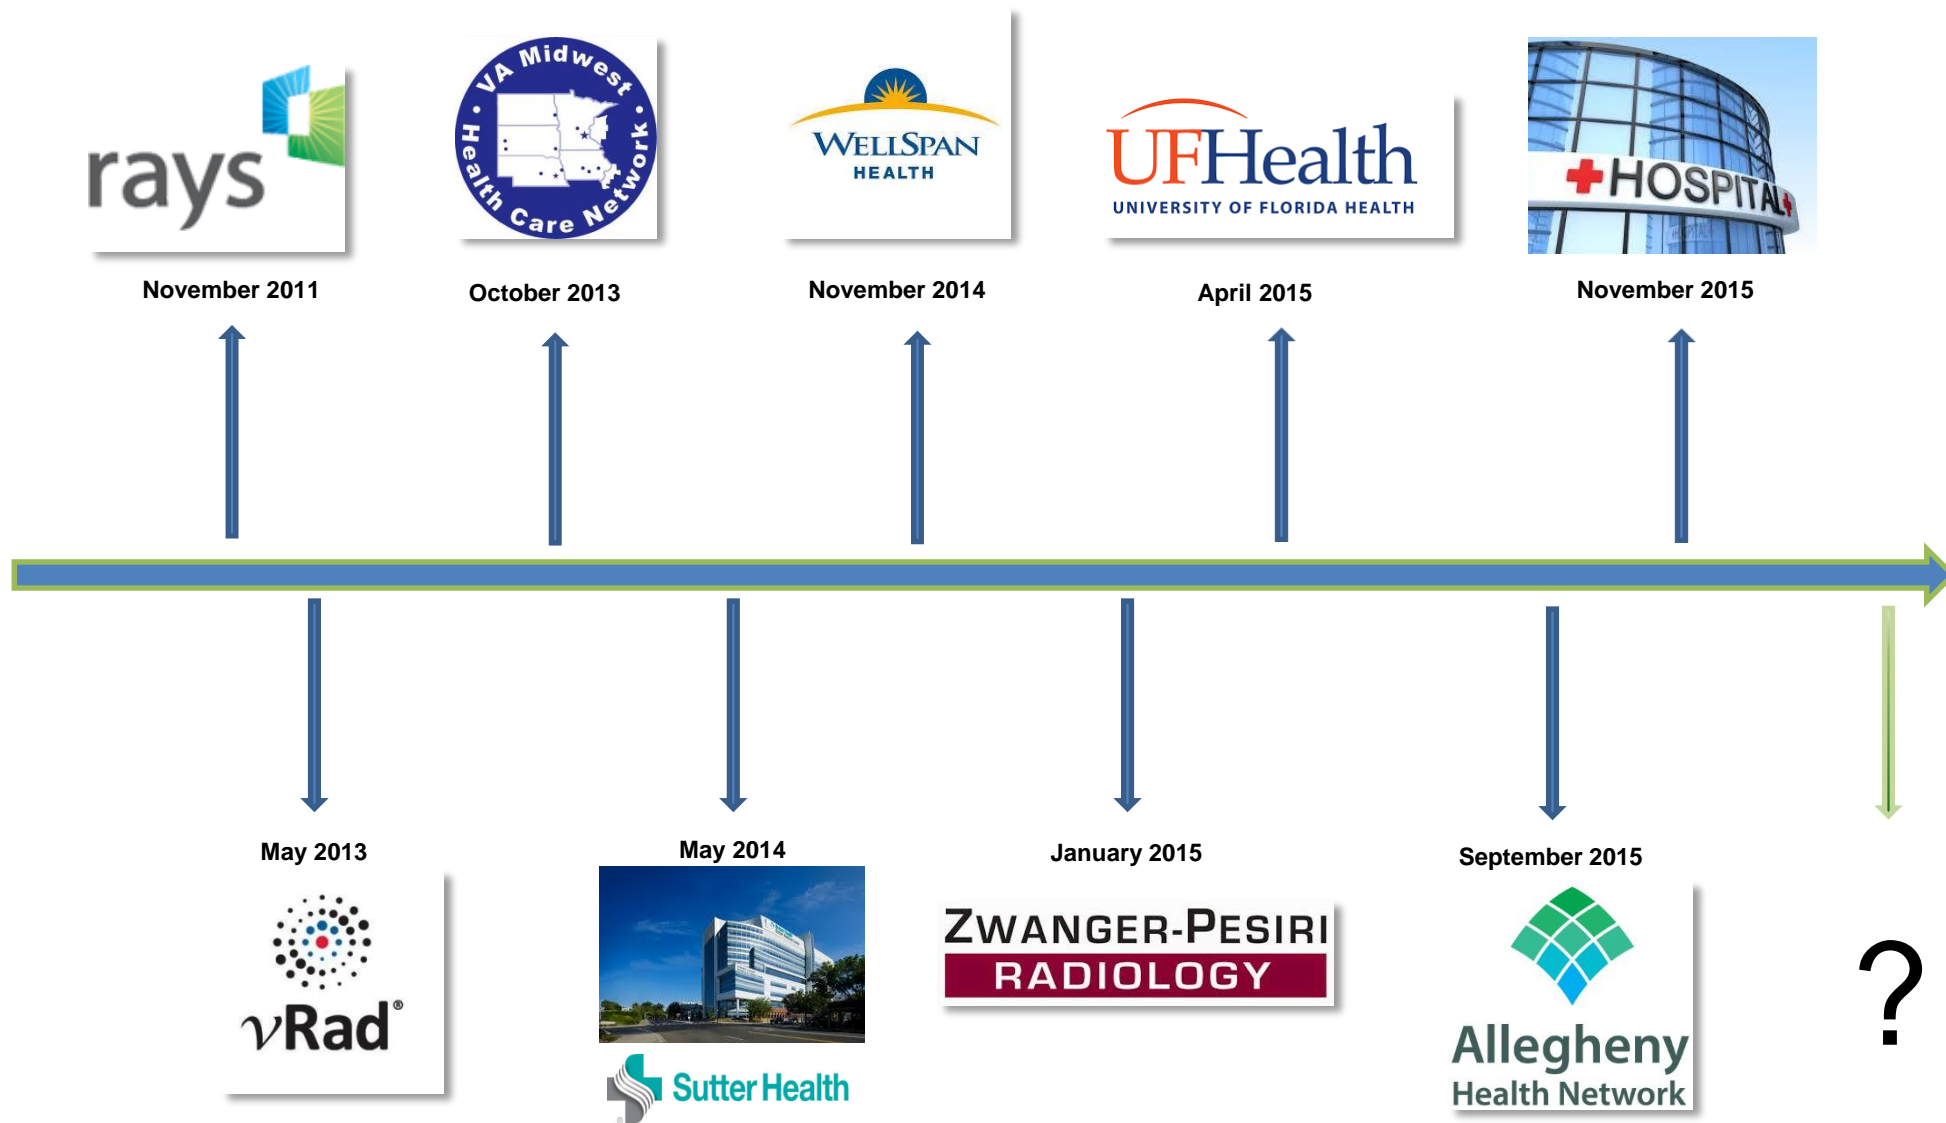 rays
VA Midwest
Health Care Network
WELLSPAN
HEALTH
UFHealth
UNIVERSITY OF FLORIDA HEALTH
HOSPITAL
November 2011
October 2013
November 2014
April 2015
November 2015
May 2013
May 2014
January 2015
September 2015
vRad®
Sutter Health
ZWANGER-PESIRI
RADIOLOGY
Allegheny
Health Network
?